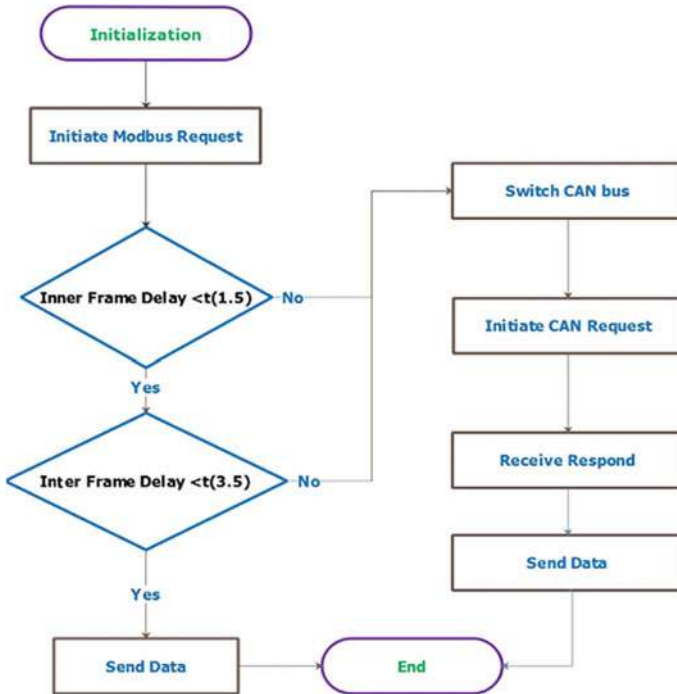 Initialization
Initiate Modbus Request
Inner Frame Delay <t(1.5)
No
Yes
Inter Frame Delay <t(3.5)
No
Yes
Send Data
Switch CAN bus
Initiate CAN Request
Receive Respond
Send Data
End